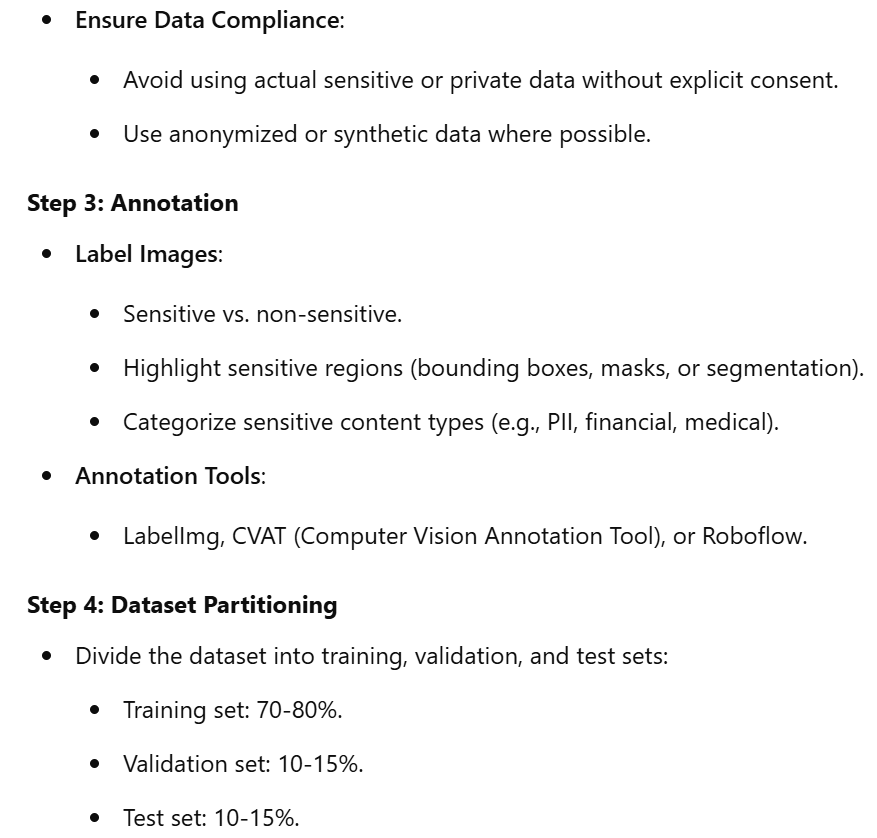 Ensure Data Compliance:
Avoid using actual sensitive or private data without explicit consent.
Use anonymized or synthetic data where possible.
Step 3: Annotation
Label Images:
Sensitive vs. non-sensitive.
Highlight sensitive regions (bounding boxes, masks, or segmentation).
Categorize sensitive content types (e.g., PII, financial, medical).
Annotation Tools:
LabelImg, CVAT (Computer Vision Annotation Tool), or Roboflow.
Step 4: Dataset Partitioning
Divide the dataset into training, validation, and test sets:
Training set: 70-80%.
Validation set: 10-15%.
Test set: 10-15%.